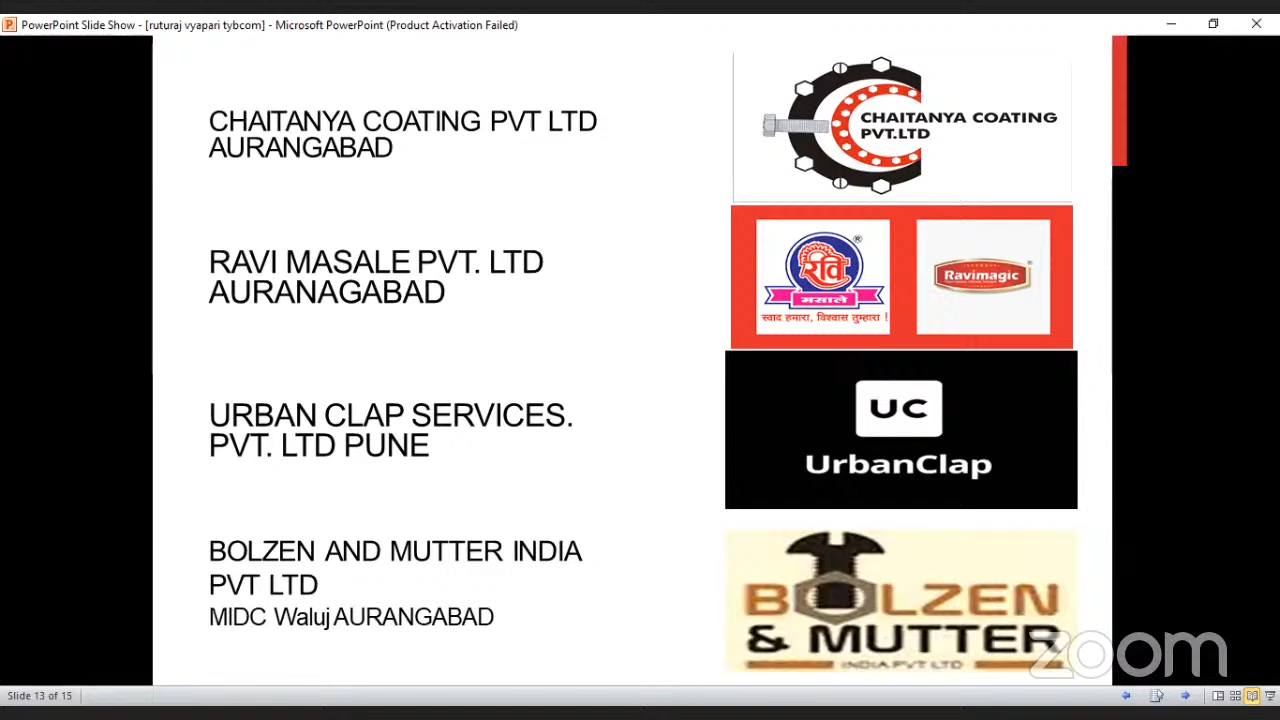 PowerPoint Slide Show - [ruturaj vyapari tybcom] - Microsoft PowerPoint (Product Activation Failed)
CHAITANYA COATING PVT LTD
AURANGABAD
CHAITANYA COATING
PVT.LTD
RAVI MASALE PVT. LTD
AURANAGABAD
रवि
मसाले
स्वाद हमारा, विश्वास तुम्हारा !
Ravimagic
URBAN CLAP SERVICES.
PVT. LTD PUNE
UC
UrbanClap
BOLZEN AND MUTTER INDIA
PVT LTD
MIDC Waluj AURANGABAD
BOLZEN
& MUTTER
INDIA PVT LTD
zoom
Slide 13 of 15